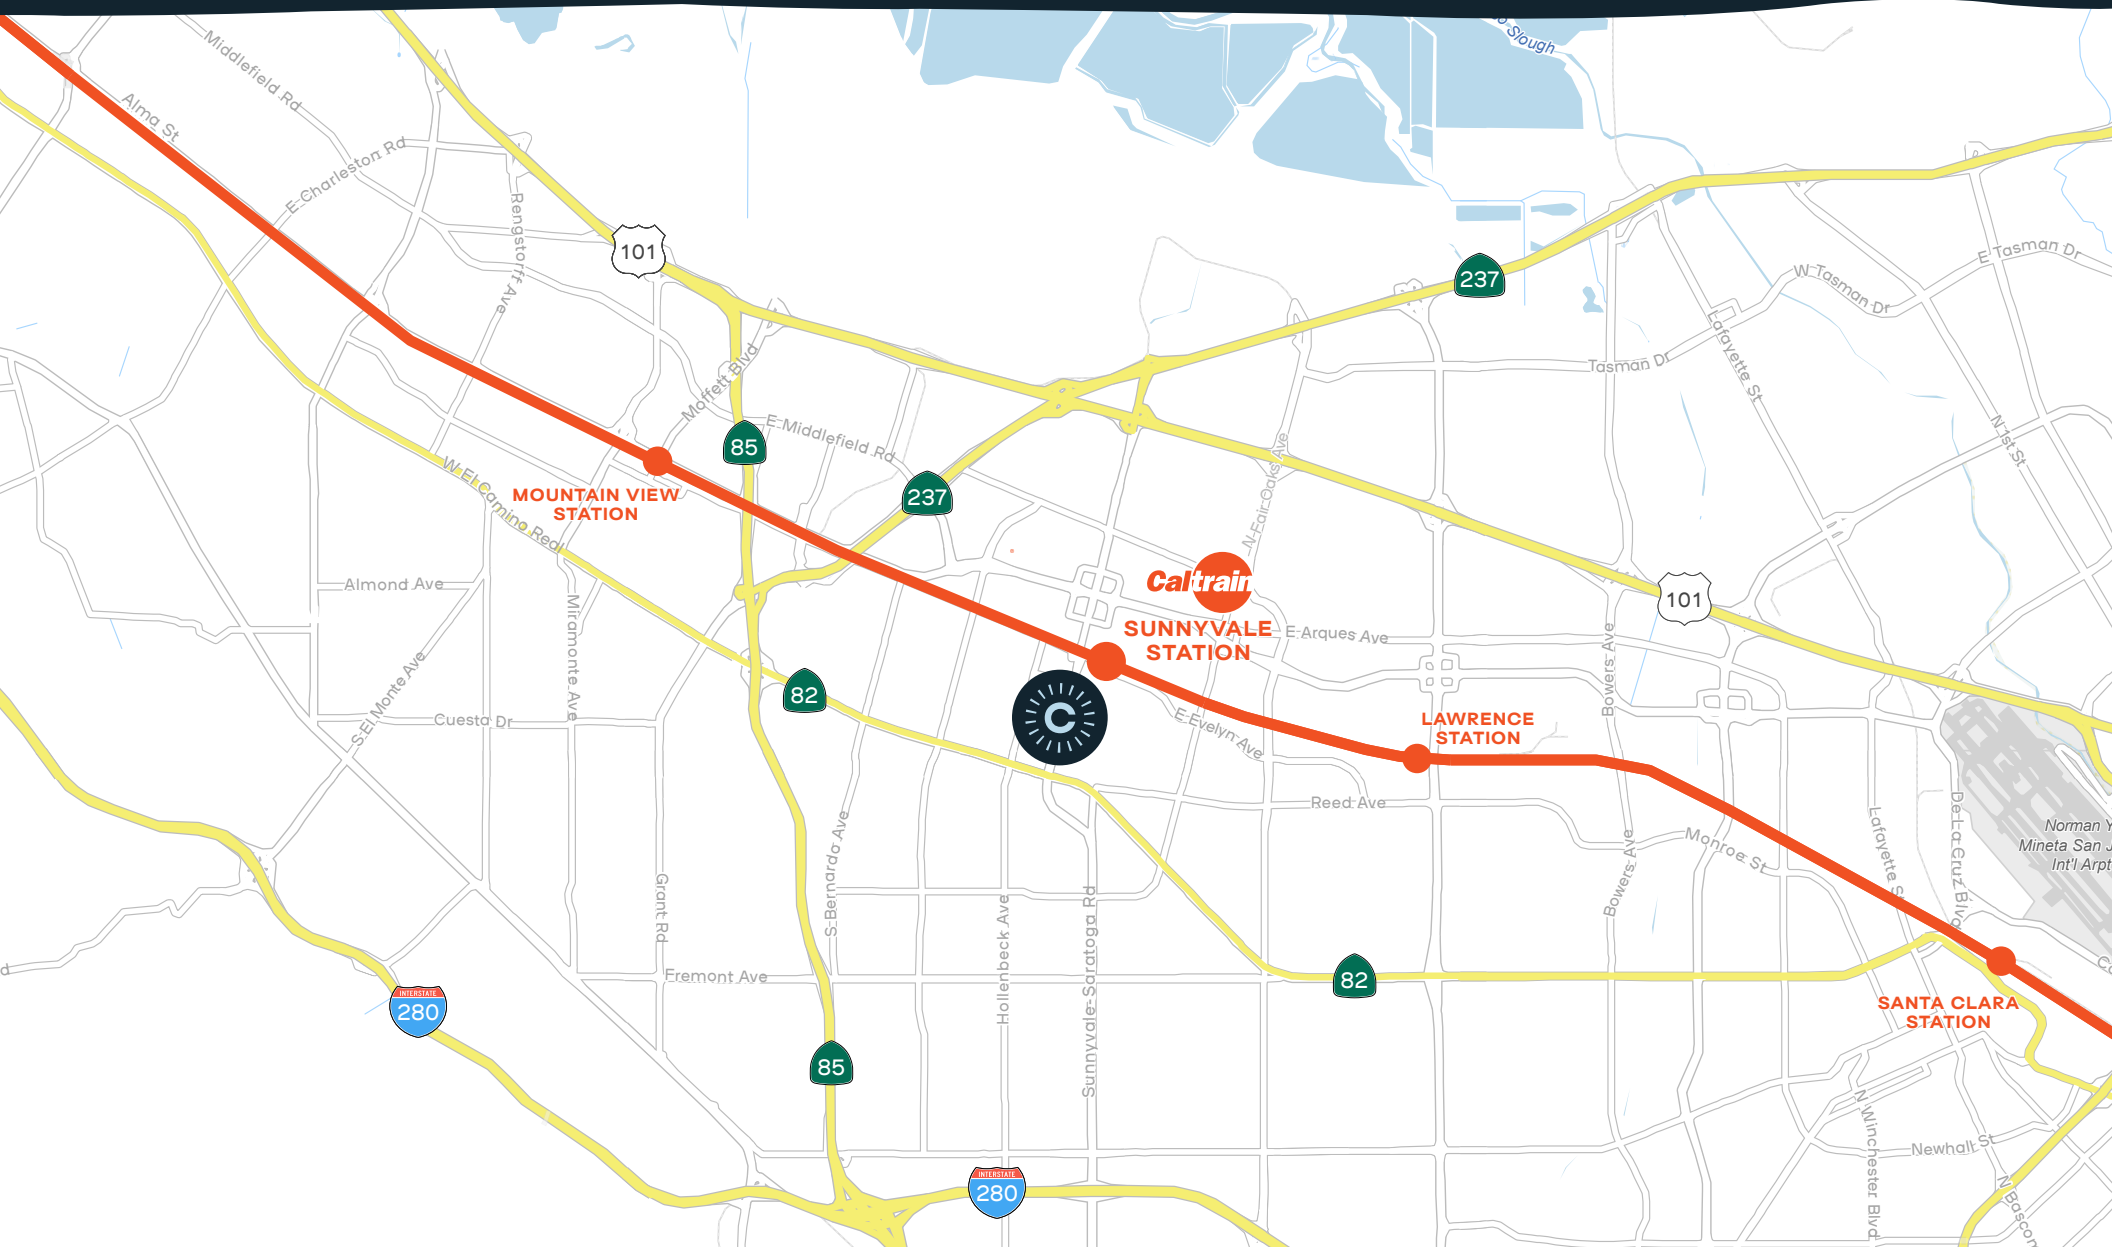 Slough
Middlefield Rd
Alma St
E Charleston Rd
Rengstorff Ave
101
237
E Tasman Dr
W Tasman Dr
Lafayette St
Tasman Dr
Moffett Blvd
85
E Middlefield Rd
N 1st St
W El Camino Real
MOUNTAIN VIEW
STATION
237
N Fair Oaks Ave
Caltrain
Almond Ave
101
SUNNYVALE
STATION
E Arques Ave
Miramonte Ave
Bowers Ave
S El Monte Ave
82
C
Cuesta Dr
E Evelyn Ave
LAWRENCE
STATION
Reed Ave
Monroe St
Lafayette S
De La Cruz Blvd
Norman Y
Mineta San J
Int'l Arpt
S Bernardo Ave
Bowers Ave
Grant Rd
Hollenbeck Ave
Sunnyvale-Saratoga Rd
Fremont Ave
82
INTERSTATE
280
SANTA CLARA
STATION
85
N Winchester Blvd
Newhall St
INTERSTATE
280
N Bascom